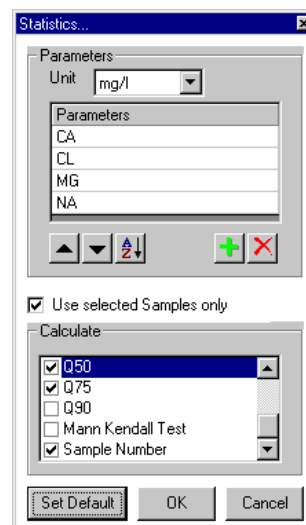 Statistics...
Parameters
Unit mg/l
Parameters
CA
CL
MG
NA
A
Z
Use selected Samples only
Calculate
Q50
Q75
Q90
Mann Kendall Test
Sample Number
Set Default OK Cancel